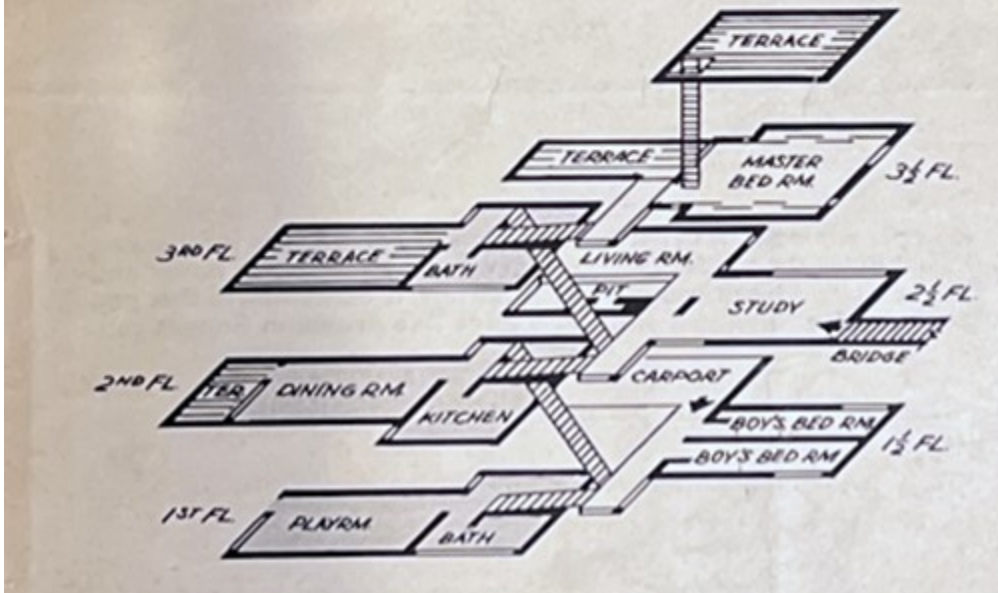 TERRACE
TERRACE
MASTER
BED RM.
3½ FL.
3RD FL.
TERRACE
BATH
LIVING RM.
PIT
STUDY
2½ FL.
BRIDGE
2ND FL.
TER.
DINING RM.
KITCHEN
CARPORT
BOY'S BED RM.
BOY'S BED RM.
1½ FL.
1ST FL.
PLAYRM.
BATH